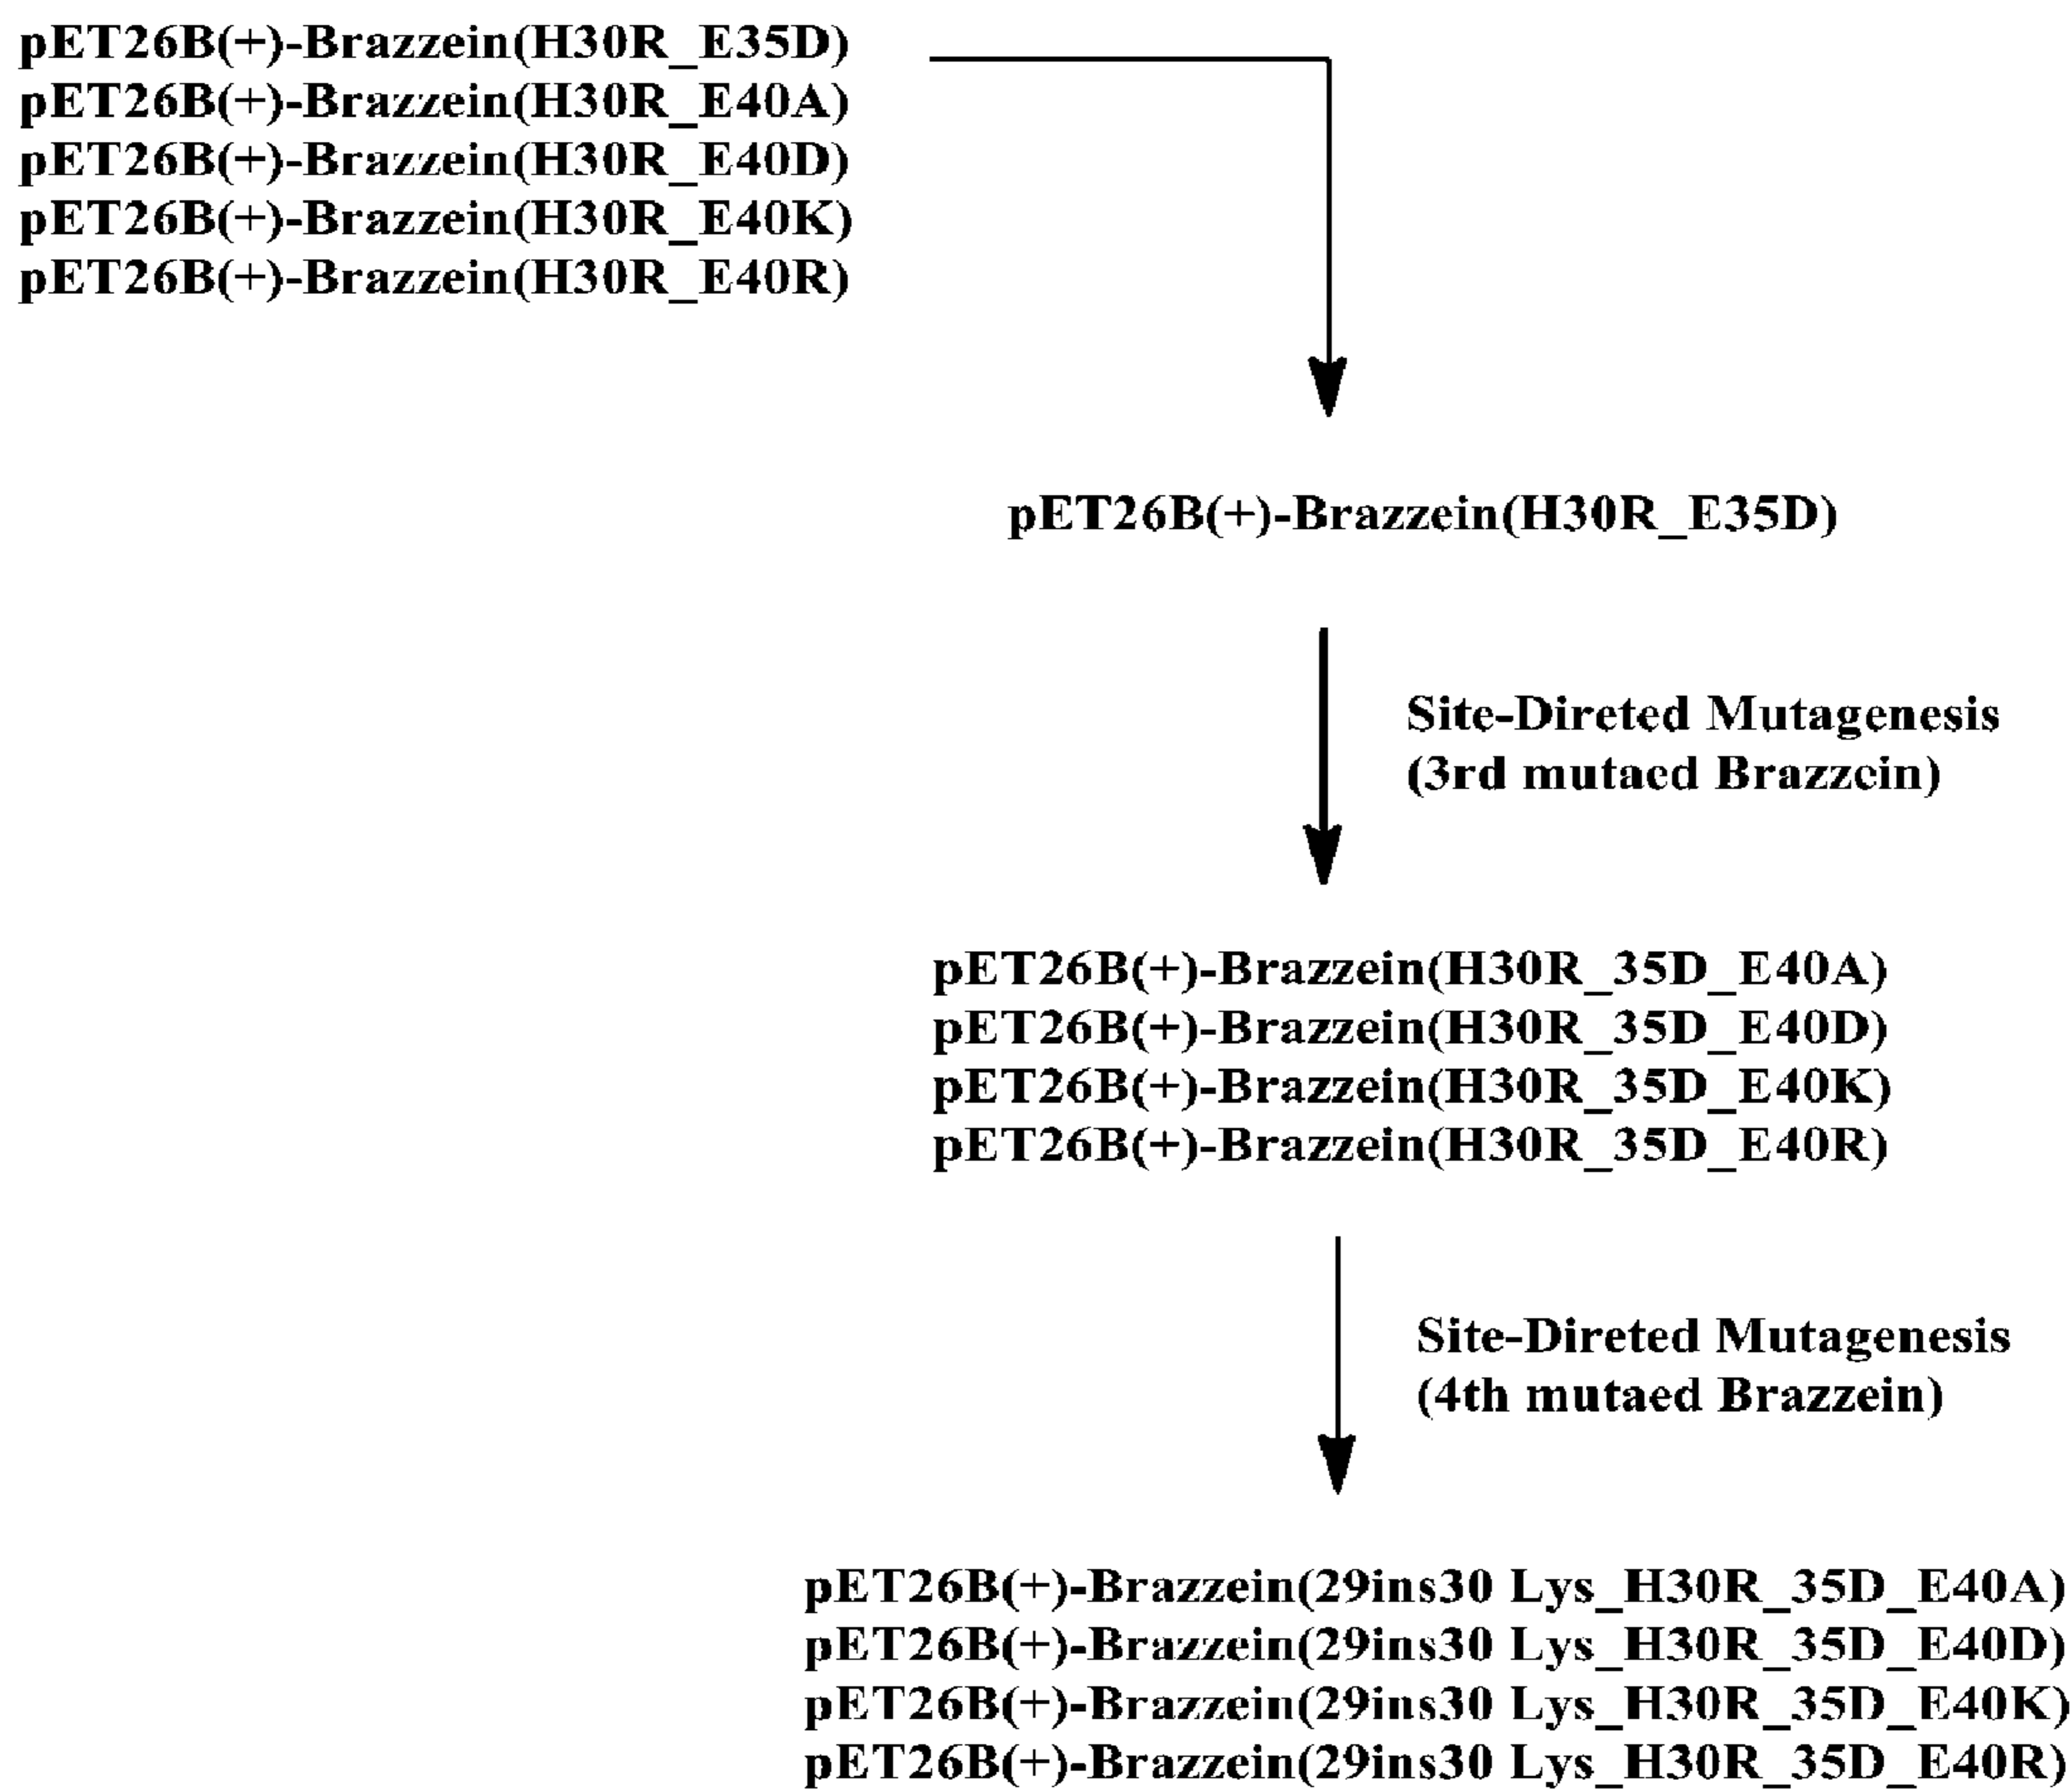 pET26B(+)-Brazzein(H30R_E35D)
pET26B(+)-Brazzein(H30R_E40A)
pET26B(+)-Brazzein(H30R_E40D)
pET26B(+)-Brazzein(H30R_E40K)
pET26B(+)-Brazzein(H30R_E40R)
pET26B(+)-Brazzein(H30R_E35D)
Site-Direted Mutagenesis
(3rd mutaed Brazzein)
pET26B(+)-Brazzein(H30R_35D_E40A)
pET26B(+)-Brazzein(H30R_35D_E40D)
pET26B(+)-Brazzein(H30R_35D_E40K)
pET26B(+)-Brazzein(H30R_35D_E40R)
Site-Direted Mutagenesis
(4th mutaed Brazzein)
pET26B(+)-Brazzein(29ins30 Lys_H30R_35D_E40A)
pET26B(+)-Brazzein(29ins30 Lys_H30R_35D_E40D)
pET26B(+)-Brazzein(29ins30 Lys_H30R_35D_E40K)
pET26B(+)-Brazzein(29ins30 Lys_H30R_35D_E40R)